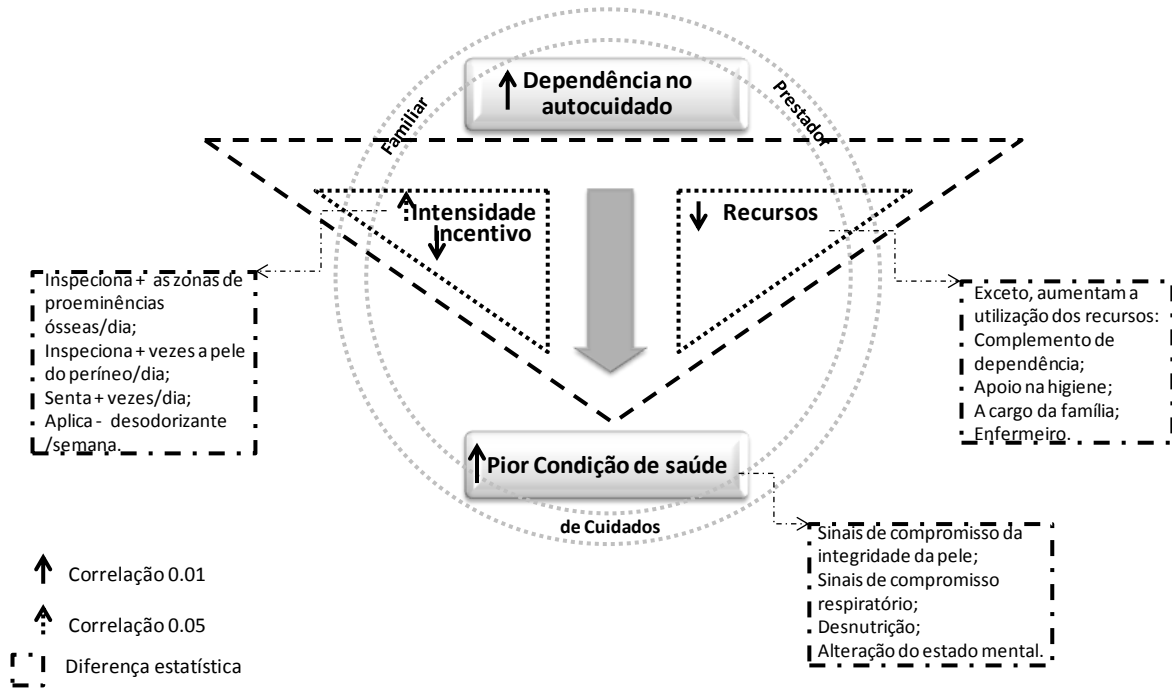 Dependência no
autocuidado
Familiar
Prestador
Intensidade
Incentivo
Recursos
Inspeciona + as zonas de
proeminências
ósseas/dia;
Inspeciona + vezes a pele
do períneo/dia;
Senta + vezes/dia;
Aplica - desodorizante
/semana.
Exceto, aumentam a
utilização dos recursos:
Complemento de
dependência;
Apoio na higiene;
A cargo da família;
Enfermeiro.
Pior Condição de saúde
de Cuidados
Sinais de compromisso da
integridade da pele;
Sinais de compromisso
respiratório;
Desnutrição;
Alteração do estado mental.
Correlação 0.01
Correlação 0.05
Diferença estatística